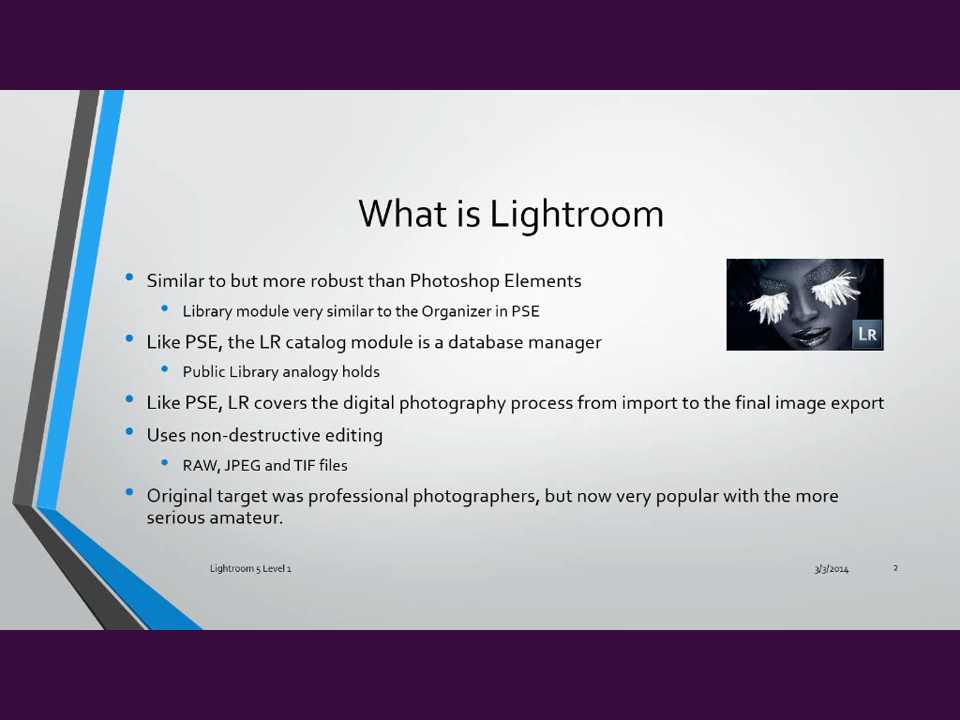 What is Lightroom
Similar to but more robust than Photoshop Elements
Library module very similar to the Organizer in PSE
Like PSE, the LR catalog module is a database manager
Public Library analogy holds
Like PSE, LR covers the digital photography process from import to the final image export
Uses non-destructive editing
RAW, JPEG and TIF files
Original target was professional photographers, but now very popular with the more
serious amateur.
LR
Lightroom 5 Level 1
3/3/2014
2